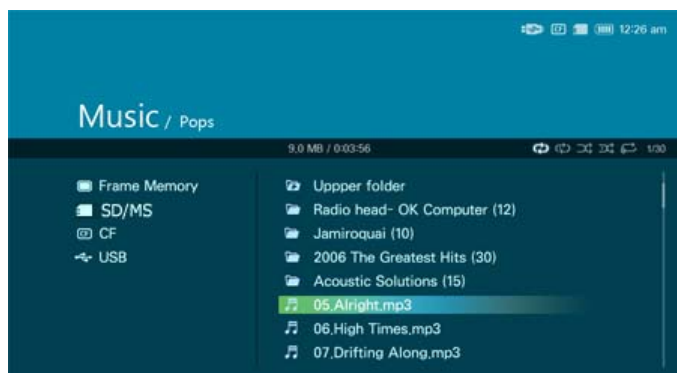 12:26 am
Music / Pops
9.0 MB / 0:03:56
1/30
Frame Memory
SD/MS
CF
USB
Uppper folder
Radio head- OK Computer (12)
Jamiroquai (10)
2006 The Greatest Hits (30)
Acoustic Solutions (15)
05.Alright.mp3
06.High Times.mp3
07.Drifting Along.mp3